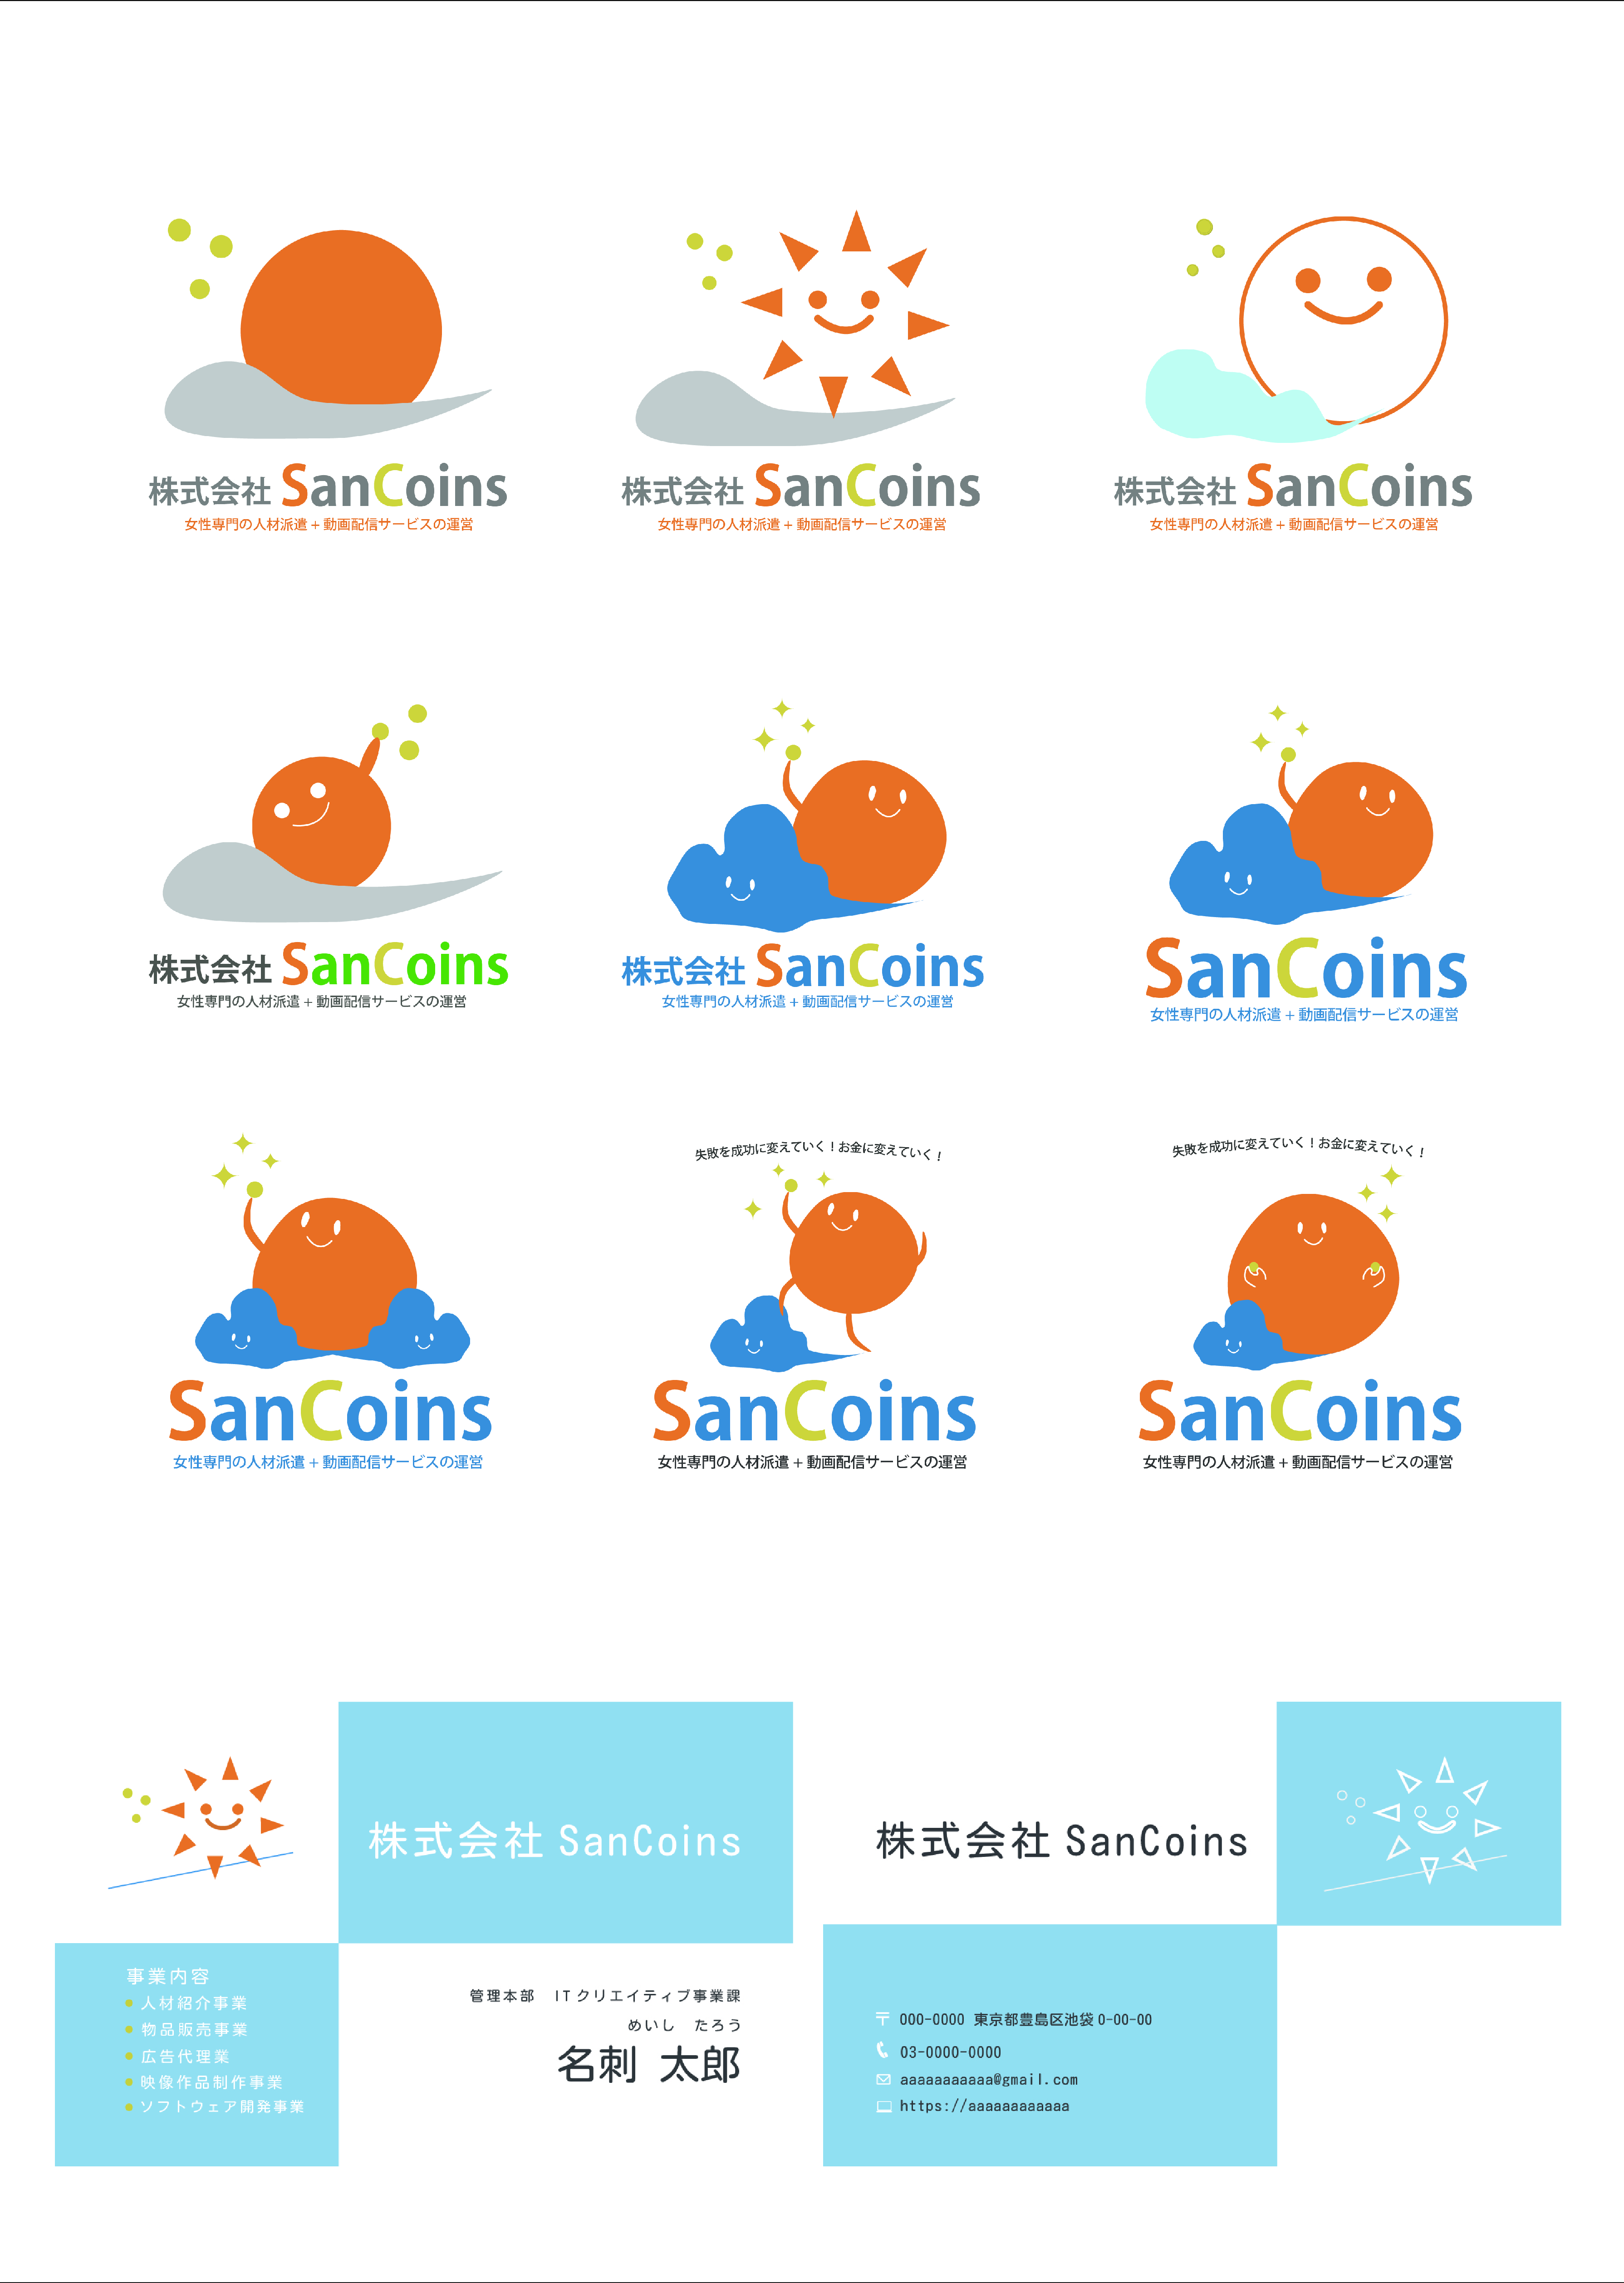 株式会社 SanCoins
女性専門の人材派遣+動画配信サービスの運営
株式会社 SanCoins
女性専門の人材派遣+動画配信サービスの運営
株式会社 SanCoins
女性専門の人材派遣+動画配信サービスの運営
株式会社 SanCoins
女性専門の人材派遣+動画配信サービスの運営
株式会社 SanCoins
女性専門の人材派遣+動画配信サービスの運営
SanCoins
女性専門の人材派遣+動画配信サービスの運営
SanCoins
女性専門の人材派遣+動画配信サービスの運営
失敗を成功に変えていく!お金に変えていく!
SanCoins
女性専門の人材派遣+動画配信サービスの運営
失敗を成功に変えていく!お金に変えていく!
SanCoins
女性専門の人材派遣+動画配信サービスの運営
株式会社 SanCoins
事業内容
人材紹介事業
物品販売事業
広告代理業
映像作品制作事業
ソフトウェア開発事業
管理本部 ITクリエイティブ事業課
めいし たろう
名刺 太郎
株式会社 SanCoins
〒 000-0000 東京都豊島区池袋 0-00-00
03-0000-0000
aaaaaaaaaaa@gmail.com
https://aaaaaaaaaaaa